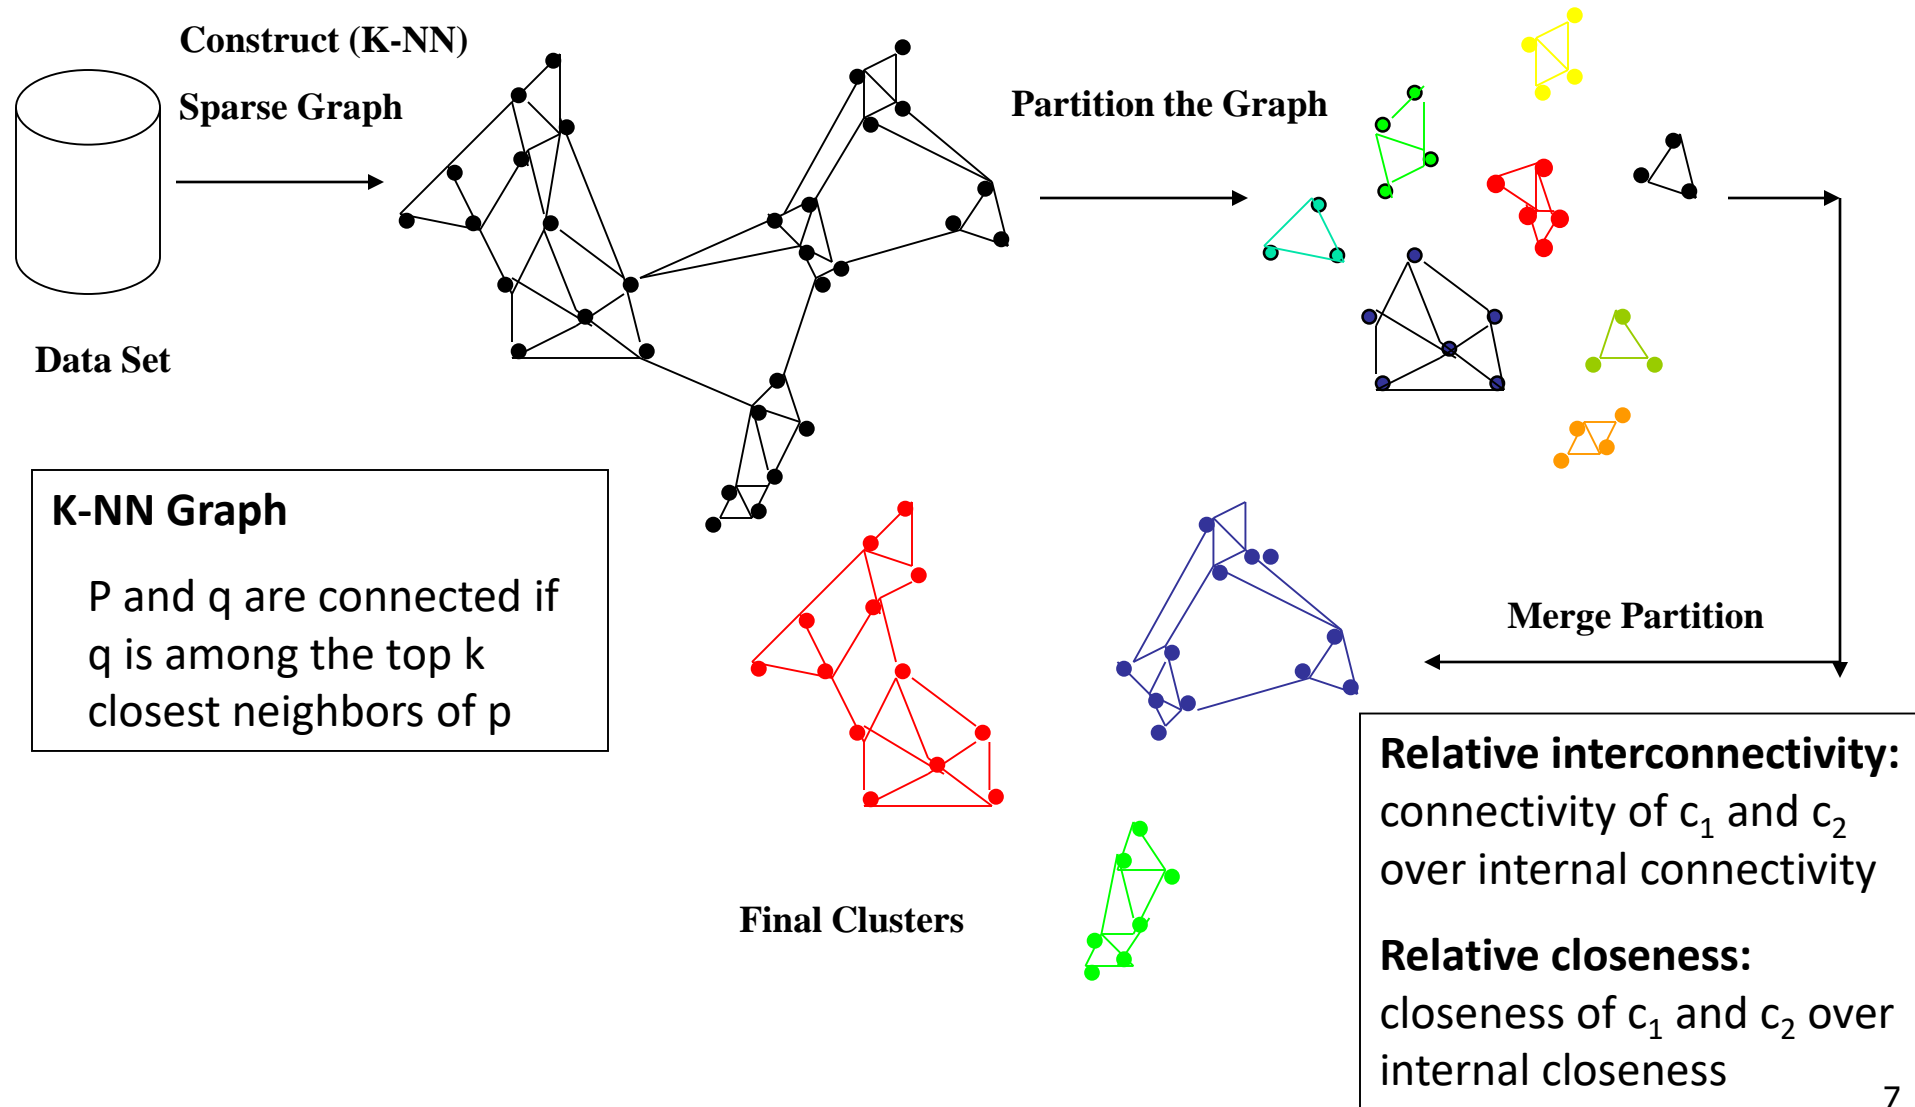 Construct (K-NN)
Sparse Graph
Partition the Graph
Data Set
K-NN Graph
P and q are connected if
q is among the top k
closest neighbors of p
Merge Partition
Relative interconnectivity:
connectivity of c₁ and c₂
over internal connectivity
Relative closeness:
closeness of c₁ and c₂ over
internal closeness
Final Clusters
7